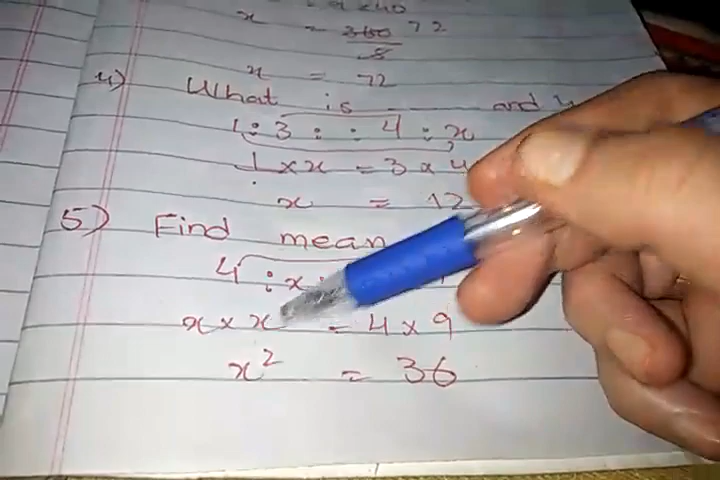 x = 360 72
5
x = 72
4) What is and 4
1 : 3 : : 4 : x
1 × x = 3 × 4
x = 12
5) Find mean
4 : x :
x × x = 4 × 9
x² = 36